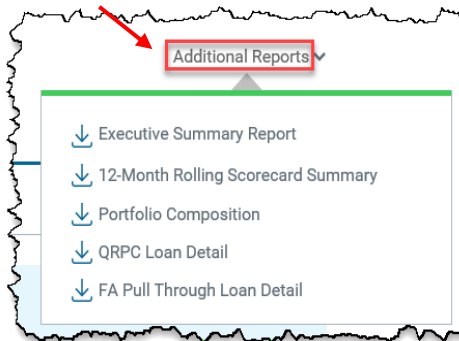 Additional Reports
Executive Summary Report
12-Month Rolling Scorecard Summary
Portfolio Composition
QRPC Loan Detail
FA Pull Through Loan Detail